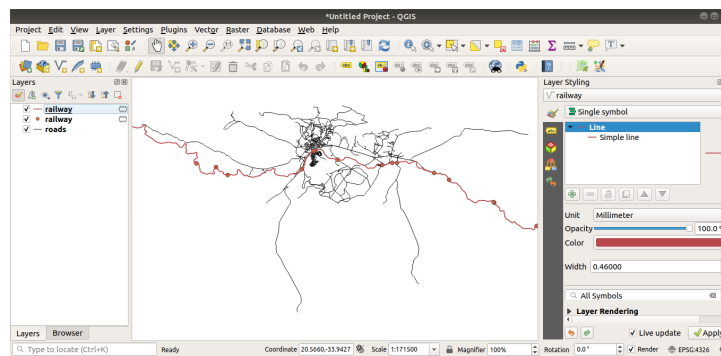 *Untitled Project - QGIS
Project Edit View Layer Settings Plugins Vector Raster Database Web Help
Layers
railway
railway
roads
Layer Styling
railway
Single symbol
Line
Simple line
Unit Millimeter
Opacity 100.0 %
Color
Width 0.46000
All Symbols
Layer Rendering
Live update Apply
Layers Browser
Type to locate (Ctrl+K) Ready Coordinate 20.5660,-33.9427 Scale 1:171500 Magnifier 100% Rotation 0.0° Render EPSG:4326